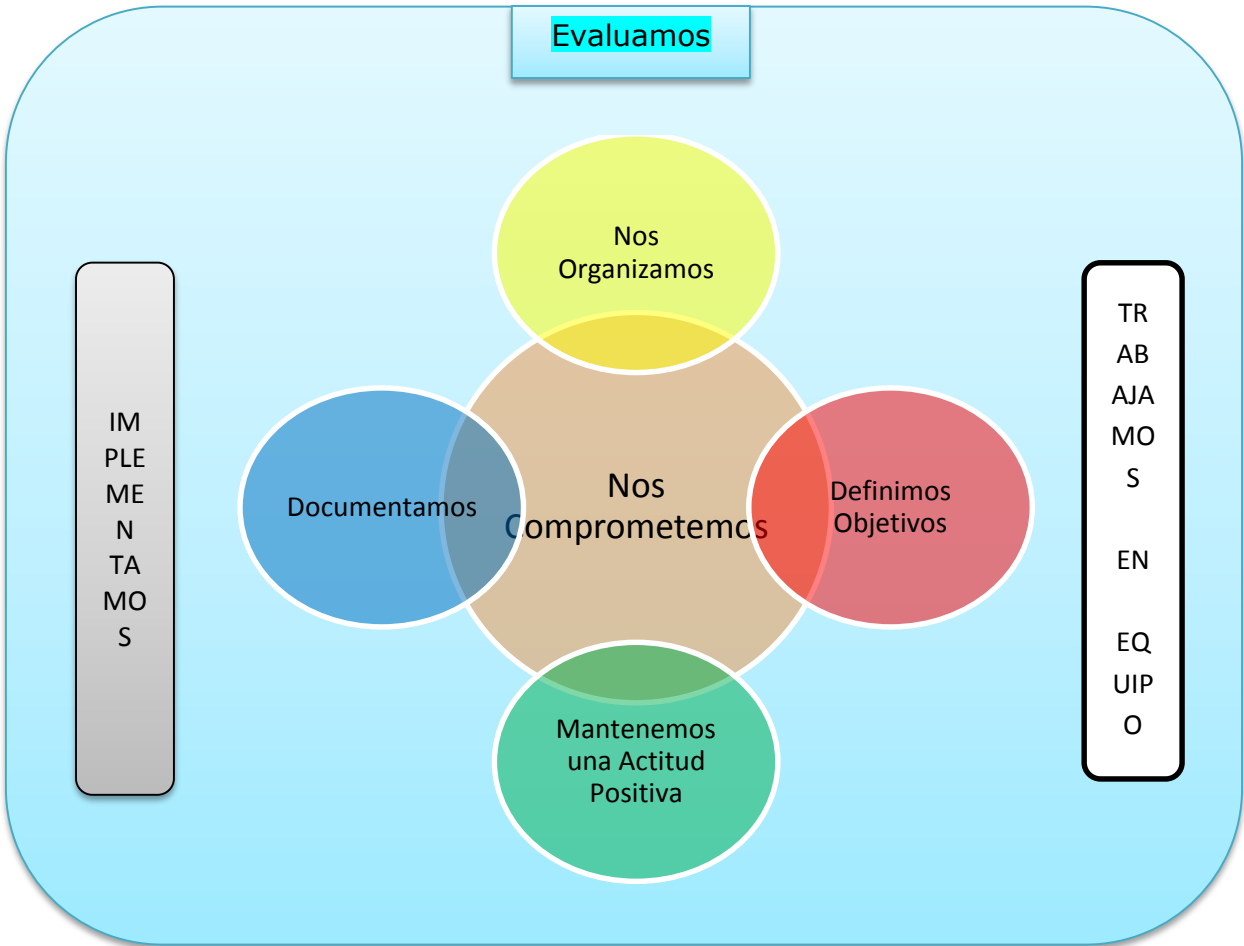 Evaluamos
Nos
Organizamos
IM
PLE
ME
N
TA
MO
S
Documentamos
Nos
Comprometemos
Definimos
Objetivos
Mantenemos
una Actitud
Positiva
TR
AB
AJA
MO
S
EN
EQ
UIP
O